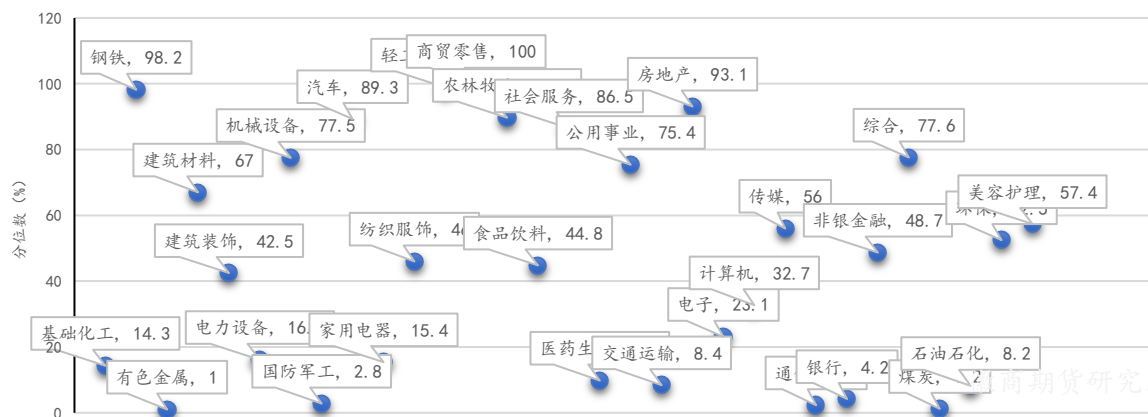 120
100
80
60
40
20
0
分位数 (%)
钢铁, 98.2
商贸零售, 100
汽车, 89.3
农林牧
社会服务, 86.5
房地产, 93.1
机械设备, 77.5
公用事业, 75.4
综合, 77.6
建筑材料, 67
传媒, 56
美容护理, 57.4
非银金融, 48.7
建筑装饰, 42.5
纺织服饰,
食品饮料, 44.8
计算机, 32.7
电子, 23.1
基础化工, 14.3
电力设备, 16.
家用电器, 15.4
有色金属, 1
国防军工, 2.8
医药生
交通运输, 8.4
银行, 4.2
石油石化, 8.2
煤炭,
商期货研究